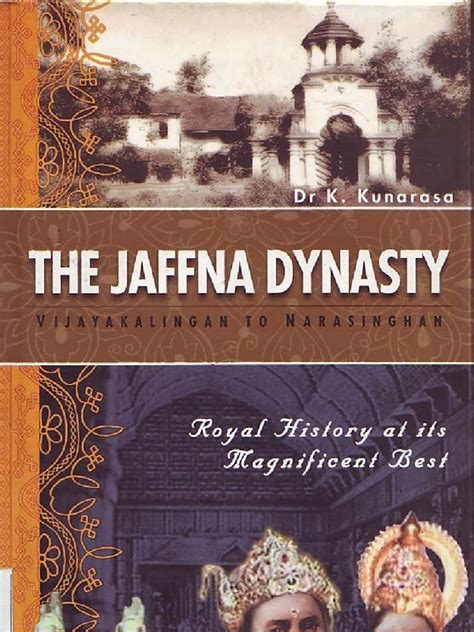 Dr K. Kunarasa
THE JAFFNA DYNASTY
VIJAYAKALINGAN TO NARASINGHAN
Royal History at its
Magnificent Best